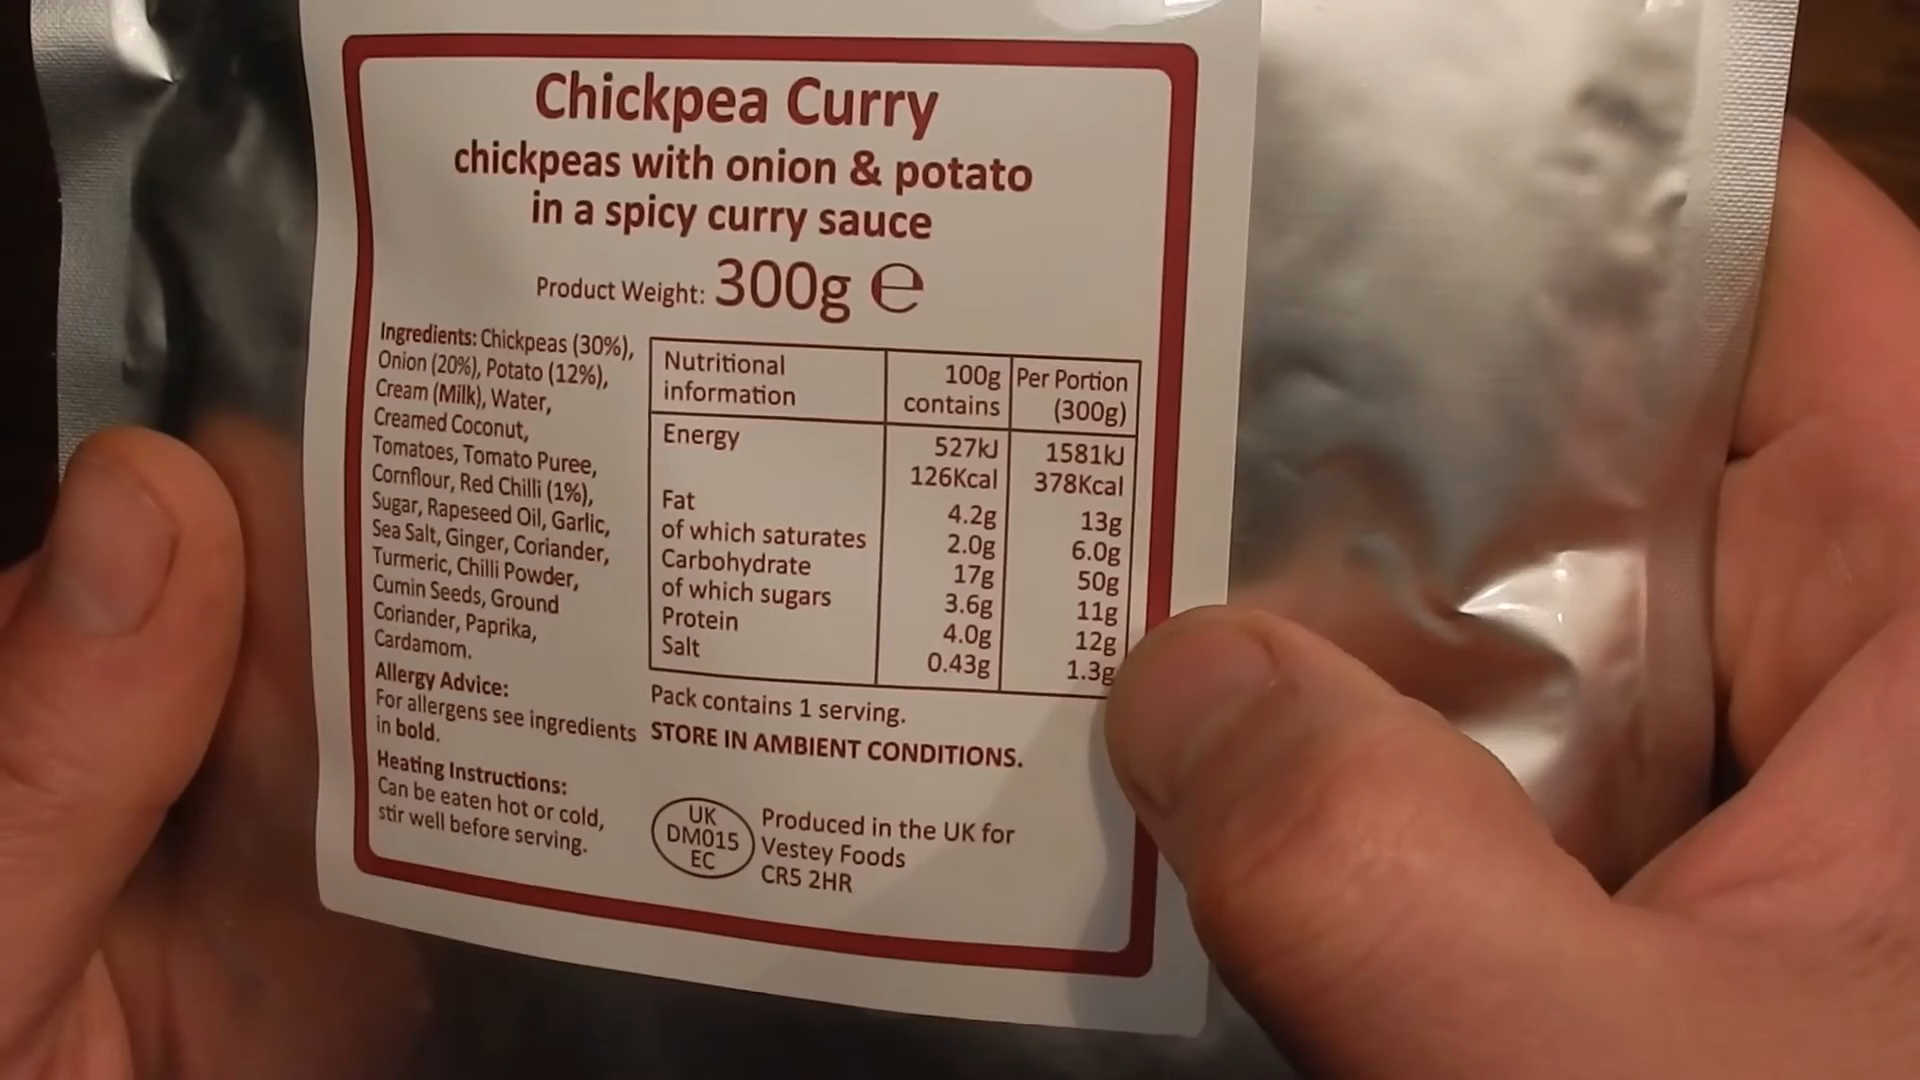 Chickpea Curry
chickpeas with onion & potato
in a spicy curry sauce
Product Weight: 300g ℮
Ingredients: Chickpeas (30%),
Onion (20%), Potato (12%),
Cream (Milk), Water,
Creamed Coconut,
Tomatoes, Tomato Puree,
Cornflour, Red Chilli (1%),
Sugar, Rapeseed Oil, Garlic,
Sea Salt, Ginger, Coriander,
Turmeric, Chilli Powder,
Cumin Seeds, Ground
Coriander, Paprika,
Cardamom.
Allergy Advice:
For allergens see ingredients
in bold.
Heating Instructions:
Can be eaten hot or cold,
stir well before serving.
Nutritional information 100g contains Per Portion (300g)
Energy 527kJ 1581kJ
126Kcal 378Kcal
Fat 4.2g 13g
of which saturates 2.0g 6.0g
Carbohydrate 17g 50g
of which sugars 3.6g 11g
Protein 4.0g 12g
Salt 0.43g 1.3g
Pack contains 1 serving.
STORE IN AMBIENT CONDITIONS.
UK
DM015
EC
Produced in the UK for
Vestey Foods
CR5 2HR